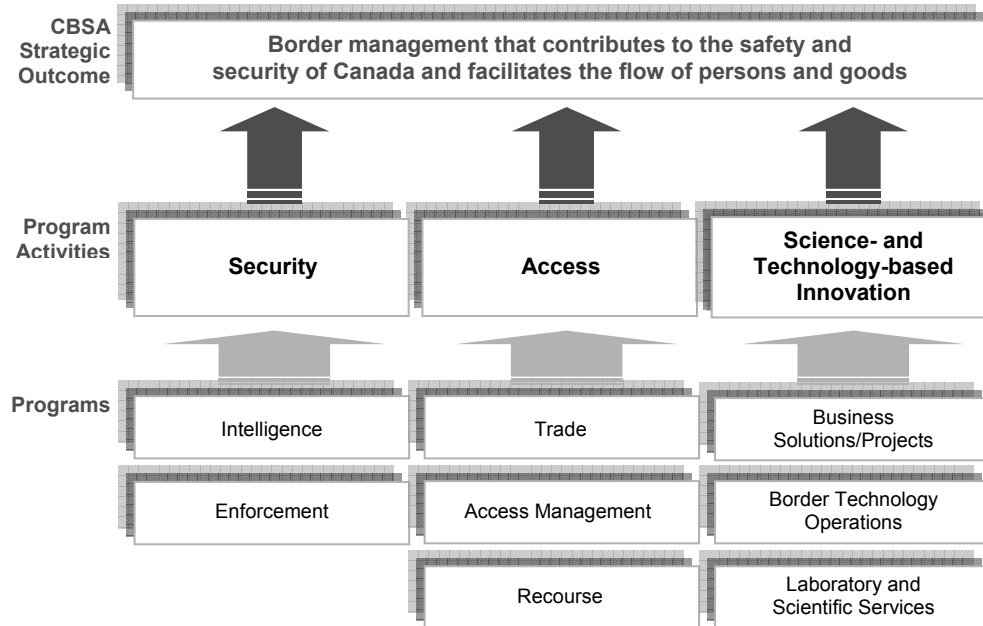 CBSA
Strategic
Outcome
Border management that contributes to the safety and
security of Canada and facilitates the flow of persons and goods
Program
Activities
Security
Access
Science- and
Technology-based
Innovation
Programs
Intelligence
Trade
Business
Solutions/Projects
Enforcement
Access Management
Border Technology
Operations
Recourse
Laboratory and
Scientific Services